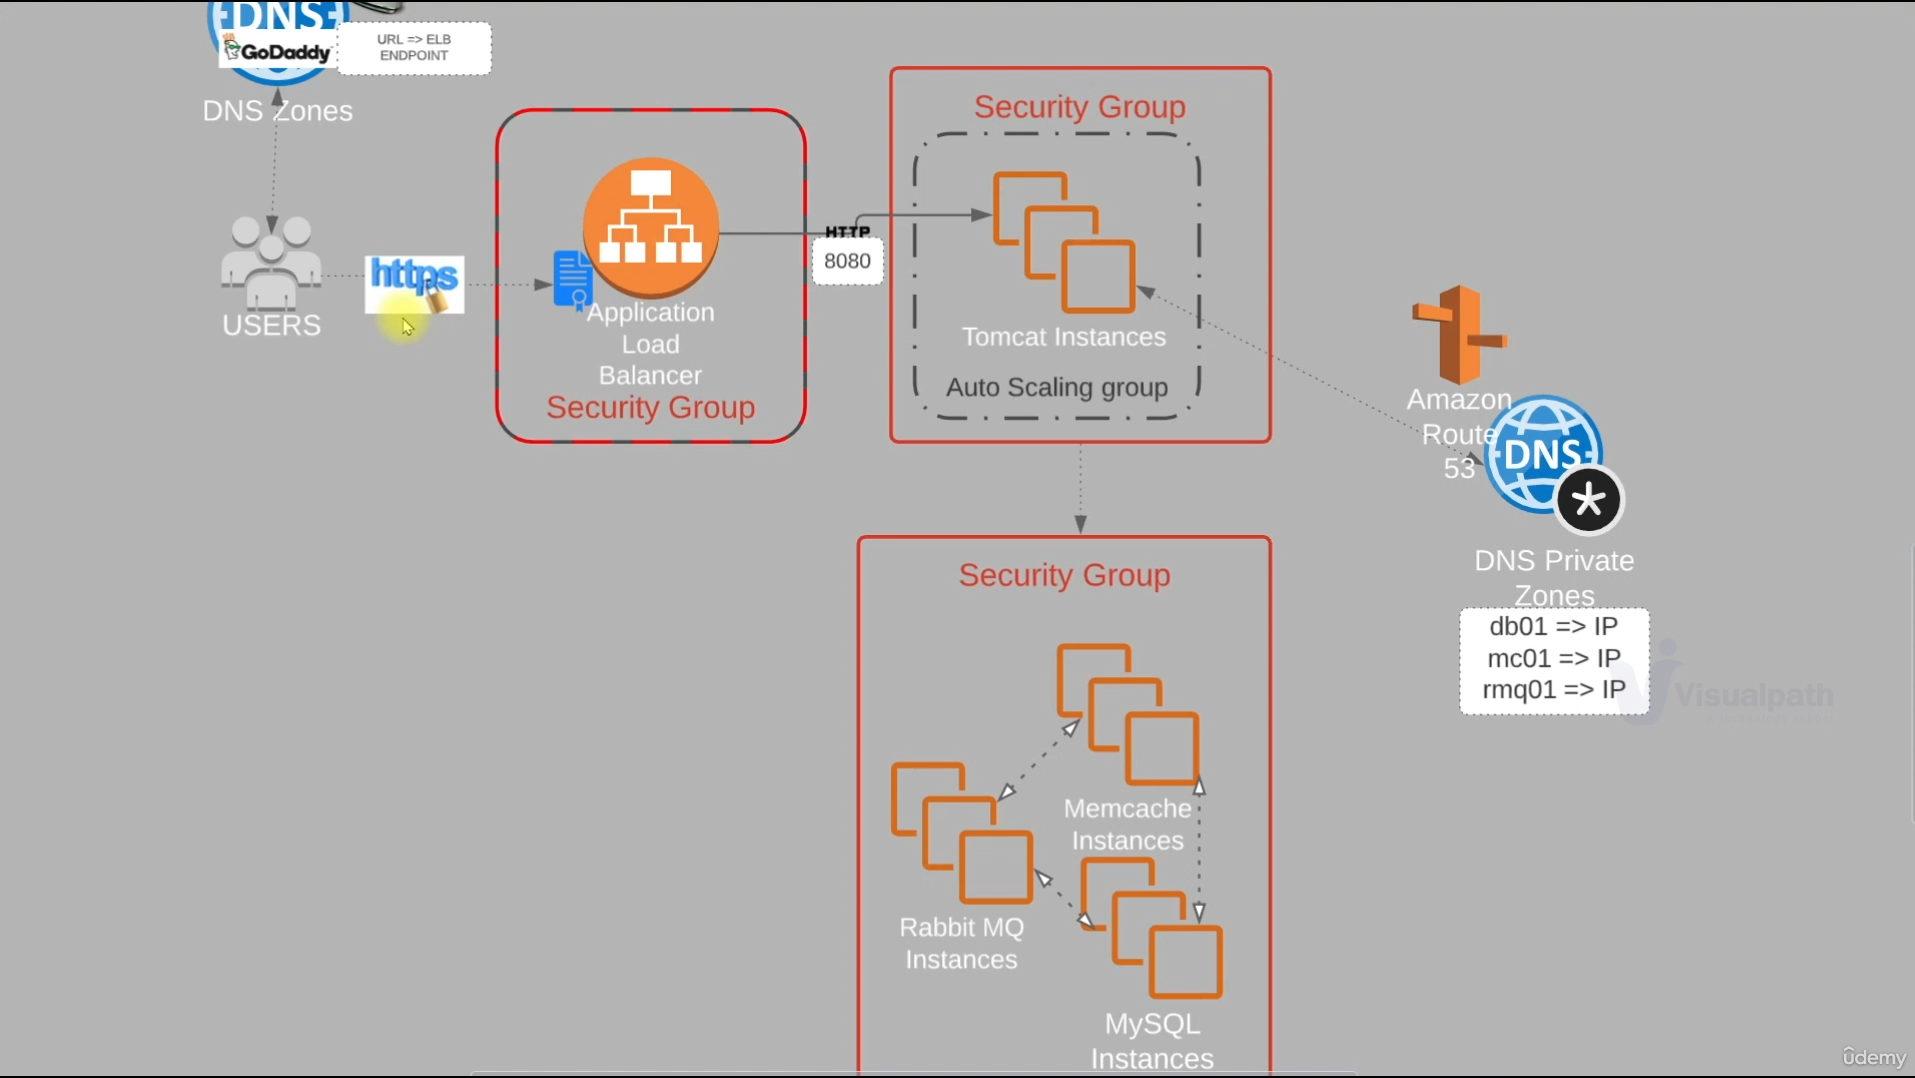 DNS
GoDaddy
URL => ELB
ENDPOINT
DNS Zones
USERS
https
Application
Load
Balancer
Security Group
HTTP
8080
Security Group
Tomcat Instances
Auto Scaling group
Amazon
Route
53
DNS
DNS Private
Zones
db01 => IP
mc01 => IP
rmq01 => IP
Visualpath
Security Group
Memcache
Instances
Rabbit MQ
Instances
MySQL
Instances
ûdemy